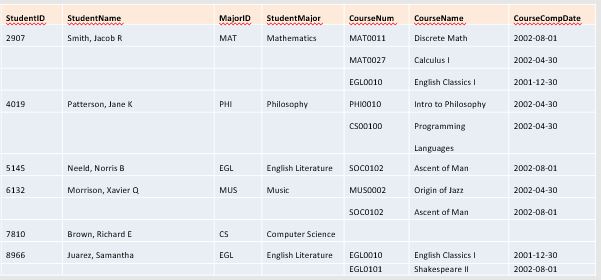 StudentID StudentName MajorID StudentMajor CourseNum CourseName CourseCompDate
2907 Smith, Jacob R MAT Mathematics MAT0011 Discrete Math 2002-08-01
MAT0027 Calculus I 2002-04-30
EGL0010 English Classics I 2001-12-30
4019 Patterson, Jane K PHI Philosophy PHI0010 Intro to Philosophy 2002-04-30
CS00100 Programming 2002-04-30
Languages
5145 Neeld, Norris B EGL English Literature SOC0102 Ascent of Man 2002-08-01
6132 Morrison, Xavier Q MUS Music MUS0002 Origin of Jazz 2002-04-30
SOC0102 Ascent of Man 2002-08-01
7810 Brown, Richard E CS Computer Science
8966 Juarez, Samantha EGL English Literature EGL0010 English Classics I 2001-12-30
EGL0101 Shakespeare II 2002-08-01